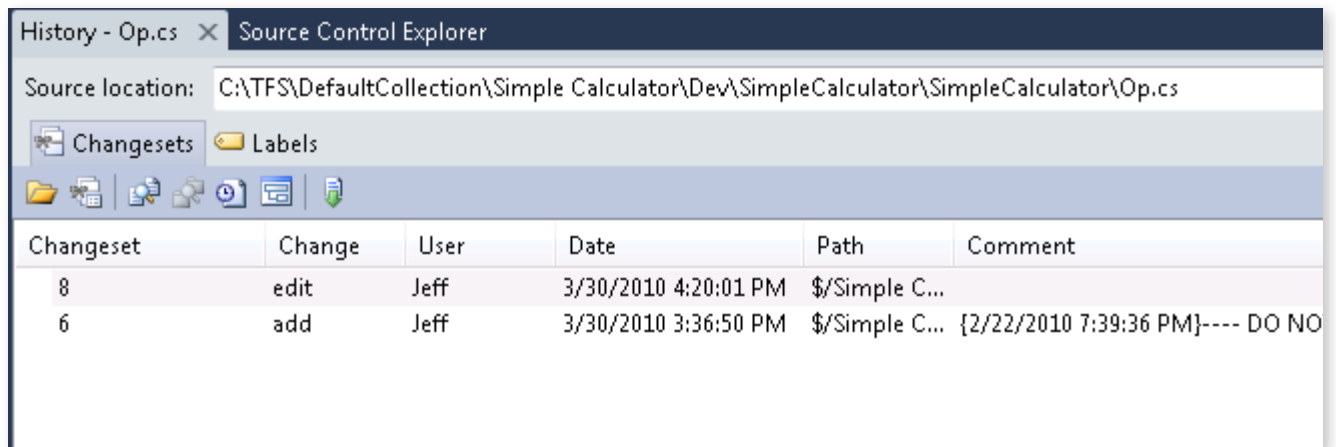 History - Op.cs Source Control Explorer
Source location: C:\TFS\DefaultCollection\Simple Calculator\Dev\SimpleCalculator\SimpleCalculator\Op.cs
Changesets Labels
Changeset Change User Date Path Comment
8 edit Jeff 3/30/2010 4:20:01 PM $/Simple C...
6 add Jeff 3/30/2010 3:36:50 PM $/Simple C... {2/22/2010 7:39:36 PM}---- DO NO